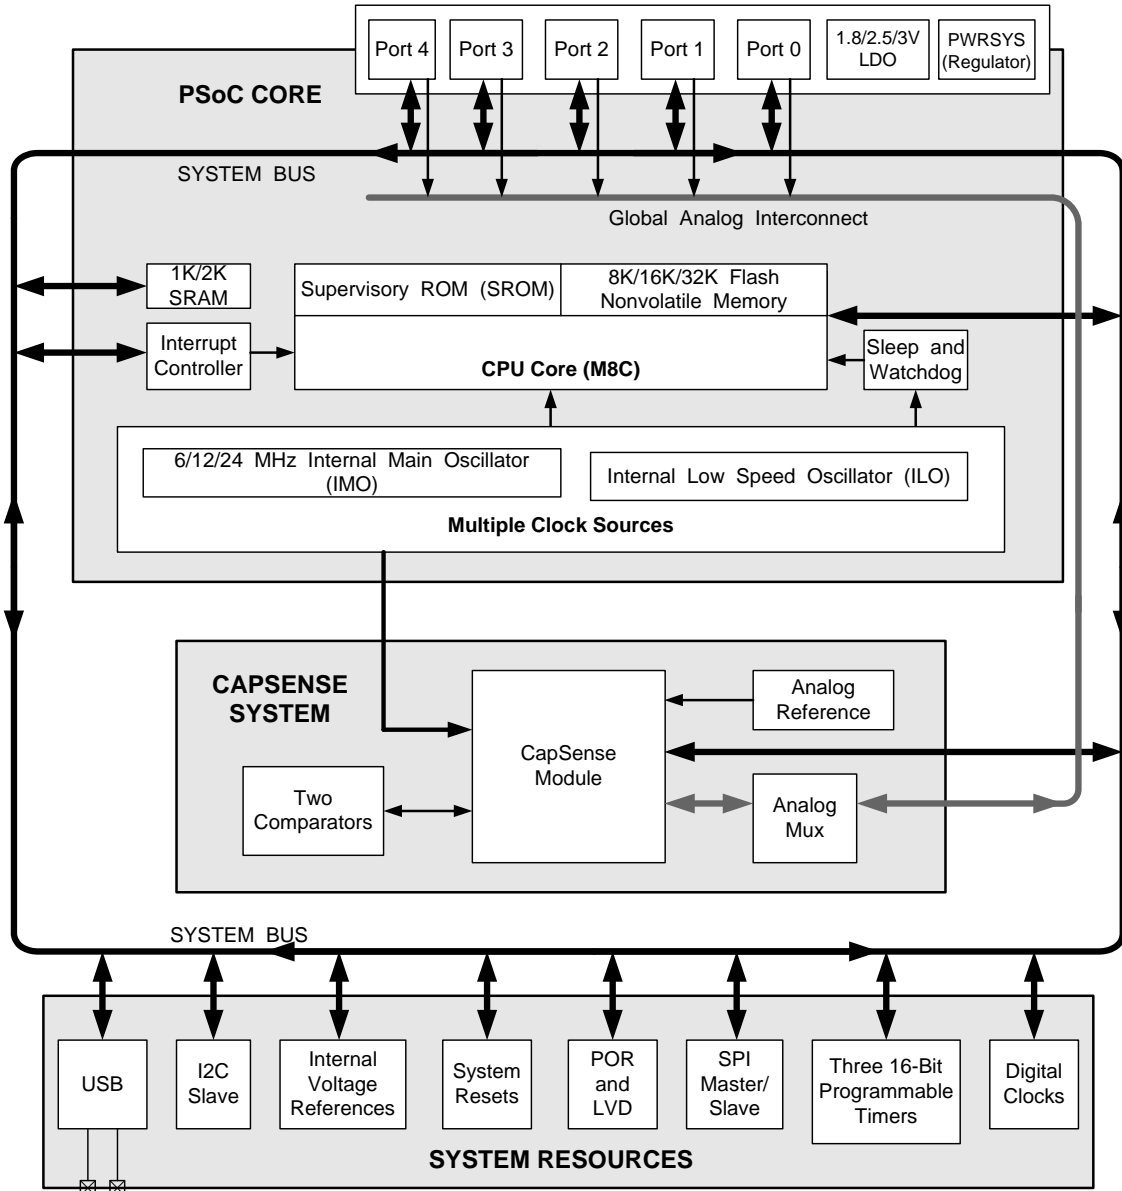 Port 4
Port 3
Port 2
Port 1
Port 0
1.8/2.5/3V
LDO
PWRSYS
(Regulator)
PSoC CORE
SYSTEM BUS
Global Analog Interconnect
1K/2K
SRAM
Supervisory ROM (SROM)
8K/16K/32K Flash
Nonvolatile Memory
Interrupt
Controller
CPU Core (M8C)
Sleep and
Watchdog
6/12/24 MHz Internal Main Oscillator
(IMO)
Internal Low Speed Oscillator (ILO)
Multiple Clock Sources
CAPSENSE
SYSTEM
Analog
Reference
CapSense
Module
Two
Comparators
Analog
Mux
SYSTEM BUS
USB
I2C
Slave
Internal
Voltage
References
System
Resets
POR
and
LVD
SPI
Master/
Slave
Three 16-Bit
Programmable
Timers
Digital
Clocks
SYSTEM RESOURCES